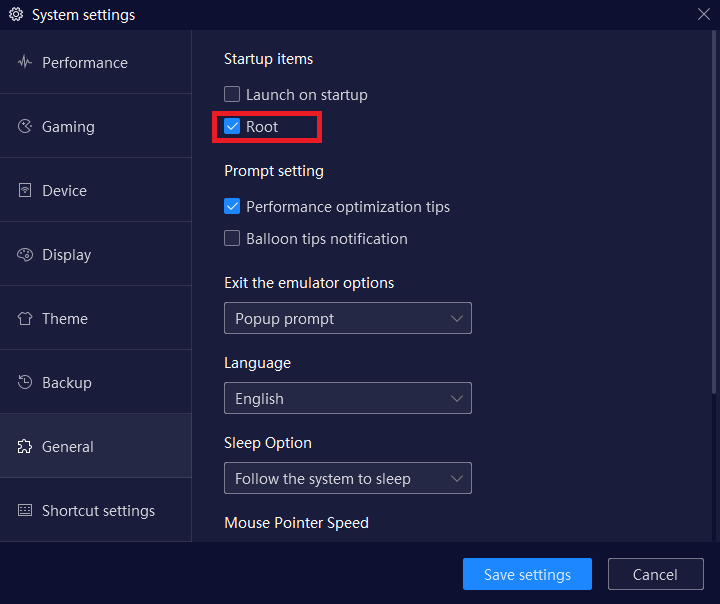 System settings
Performance
Gaming
Device
Display
Theme
Backup
General
Shortcut settings
Startup items
Launch on startup
Root
Prompt setting
Performance optimization tips
Balloon tips notification
Exit the emulator options
Popup prompt
Language
English
Sleep Option
Follow the system to sleep
Mouse Pointer Speed
Save settings
Cancel